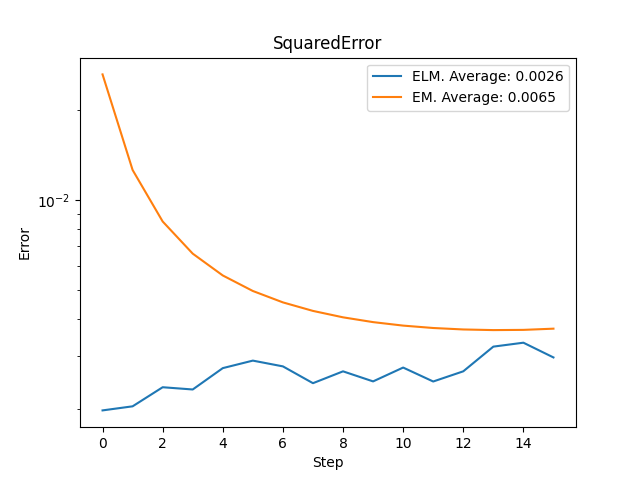 SquaredError
ELM. Average: 0.0026
EM. Average: 0.0065
10⁻²
Error
0 2 4 6 8 10 12 14
Step